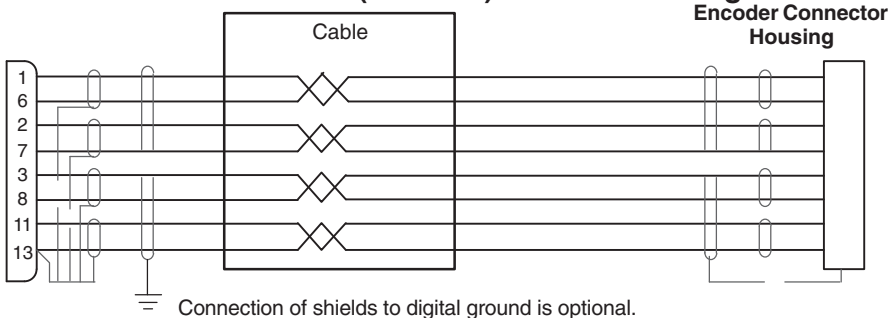 Encoder Connector
Housing
Cable
1
6
2
7
3
8
11
13
Connection of shields to digital ground is optional.